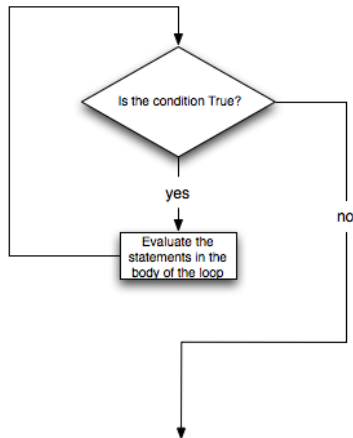 Is the condition True?
yes
no
Evaluate the
statements in the
body of the loop